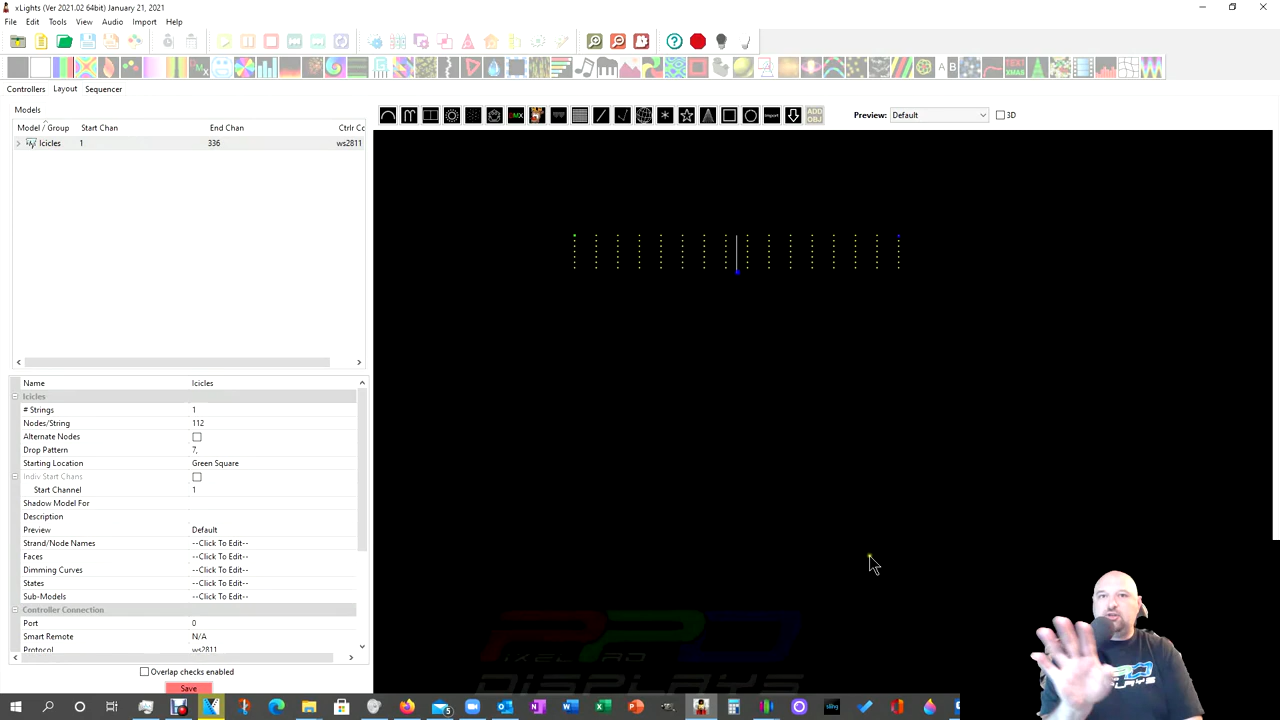 xLights (Ver 2021.02 64bit) January 21, 2021
File Edit Tools View Audio Import Help
Controllers Layout Sequencer
Models
Preview: Default 3D
Model / Group Start Chan End Chan Ctrlr Cc
Icicles 1 336 ws2811
Name Icicles
Icicles
# Strings 1
Nodes/String 112
Alternate Nodes
Drop Pattern 7,
Starting Location Green Square
Indiv Start Chans
Start Channel 1
Shadow Model For
Description
Preview Default
Strand/Node Names --Click To Edit--
Faces --Click To Edit--
Dimming Curves --Click To Edit--
States --Click To Edit--
Sub-Models --Click To Edit--
Controller Connection
Port 0
Smart Remote N/A
Protocol ws2811
Overlap checks enabled
Save
DISPLAYS